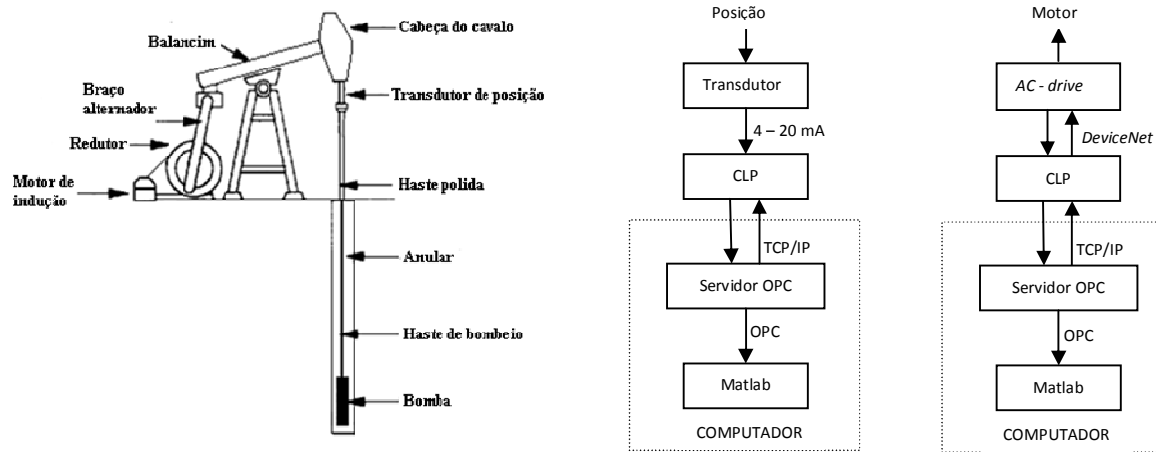 Cabeça do cavalo
Balancim
Transdutor de posição
Braço
alternador
Redutor
Motor de
indução
Haste polida
Anular
Haste de bombeio
Bomba
Posição
Transdutor
4 – 20 mA
CLP
TCP/IP
Servidor OPC
OPC
Matlab
COMPUTADOR
Motor
AC - drive
DeviceNet
CLP
TCP/IP
Servidor OPC
OPC
Matlab
COMPUTADOR